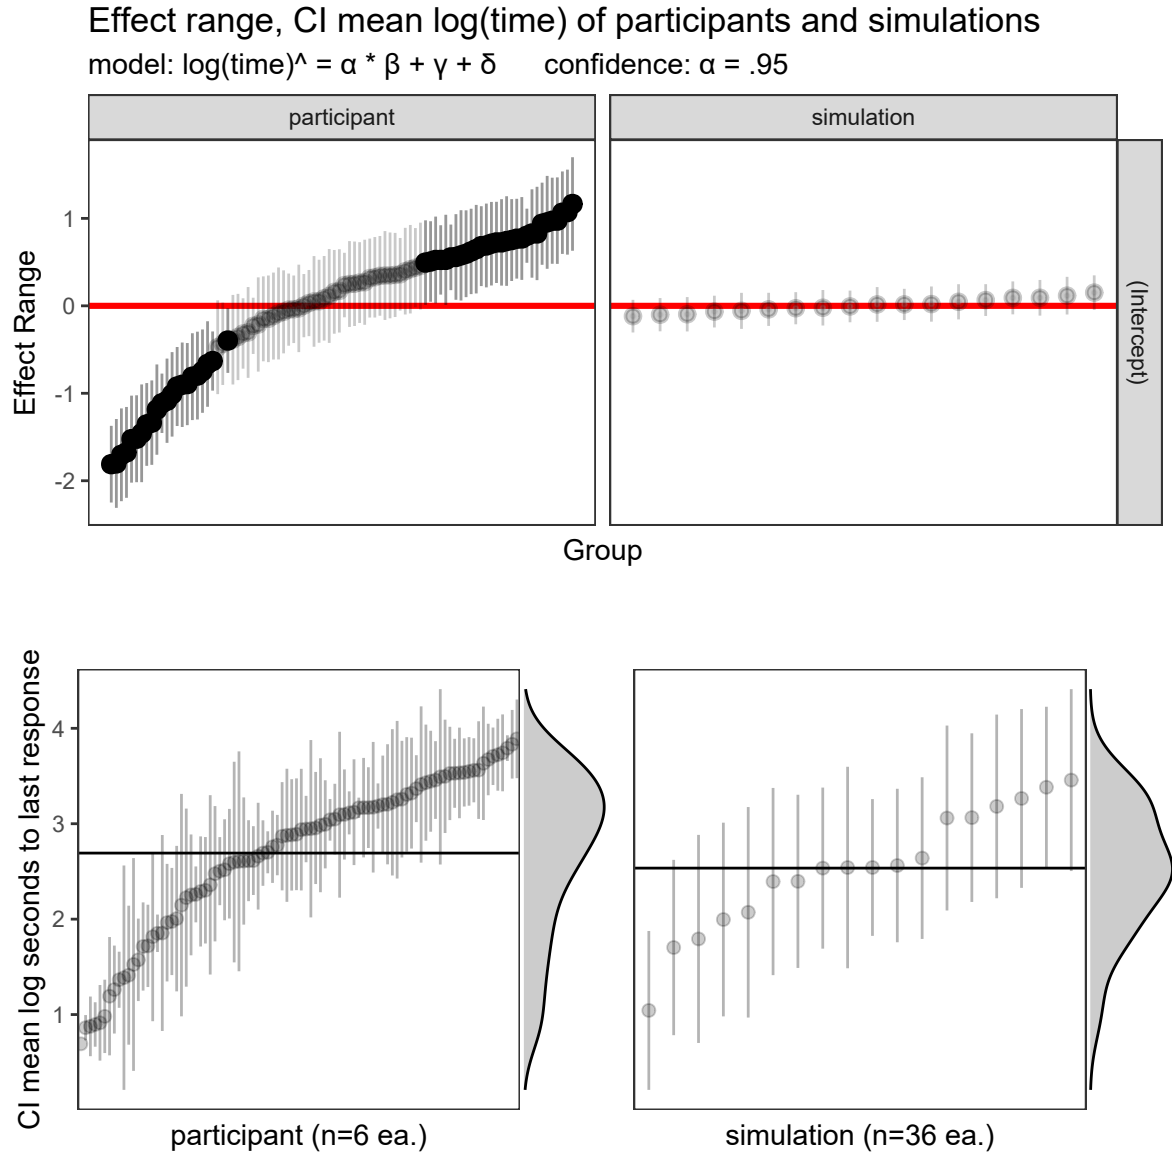 Effect range, CI mean log(time) of participants and simulations
model: log(time)^ = α * β + γ + δ confidence: α = .95
participant
simulation
Effect Range
1
0
-1
-2
(Intercept)
Group
CI mean log seconds to last response
4
3
2
1
participant (n=6 ea.)
simulation (n=36 ea.)